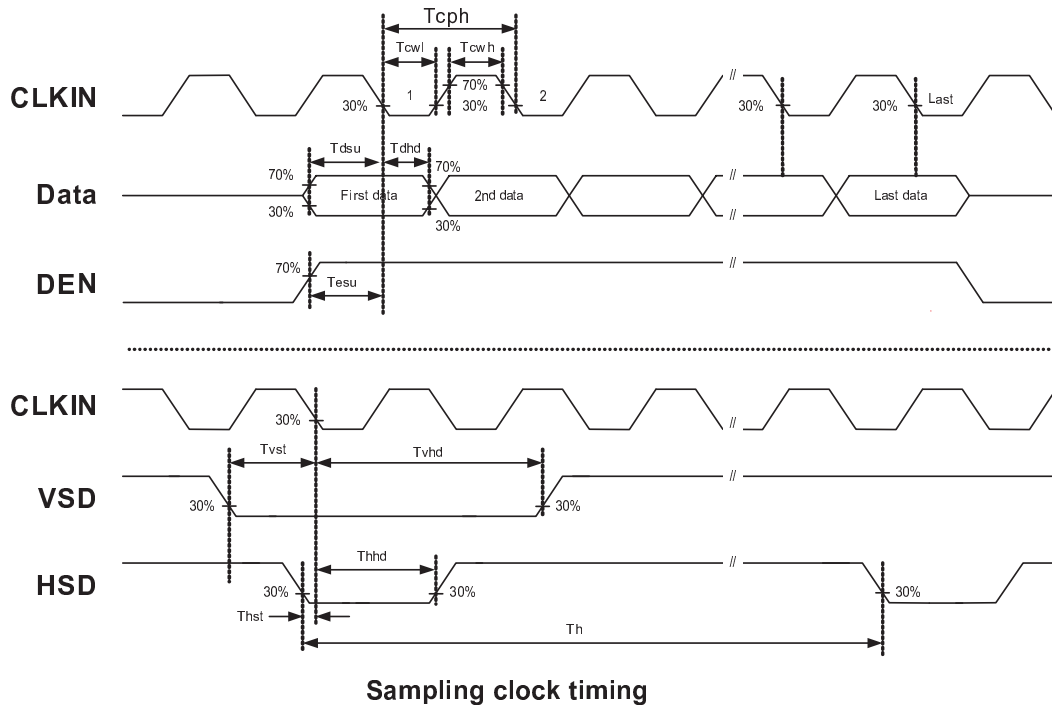 Tcph
Tcwl Tcwh
CLKIN 30% 1 70% 30% 2 // 30% 30% Last
Tdsu Tdhd
70% 70%
Data First data 2nd data // Last data
30% 30% //
DEN 70% //
Tesu
CLKIN 30% //
Tvst Tvhd
VSD 30% 30% //
Thhd
HSD 30% 30% // 30%
Thst
Th
Sampling clock timing